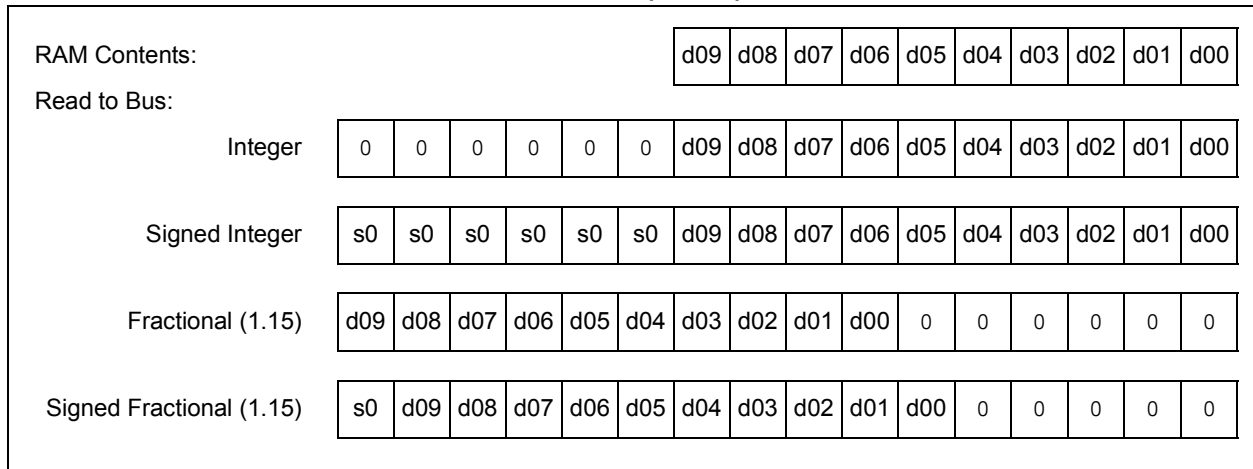 RAM Contents: d09 d08 d07 d06 d05 d04 d03 d02 d01 d00
Read to Bus:
Integer 0 0 0 0 0 0 d09 d08 d07 d06 d05 d04 d03 d02 d01 d00
Signed Integer s0 s0 s0 s0 s0 s0 d09 d08 d07 d06 d05 d04 d03 d02 d01 d00
Fractional (1.15) d09 d08 d07 d06 d05 d04 d03 d02 d01 d00 0 0 0 0 0 0
Signed Fractional (1.15) s0 d09 d08 d07 d06 d05 d04 d03 d02 d01 d00 0 0 0 0 0